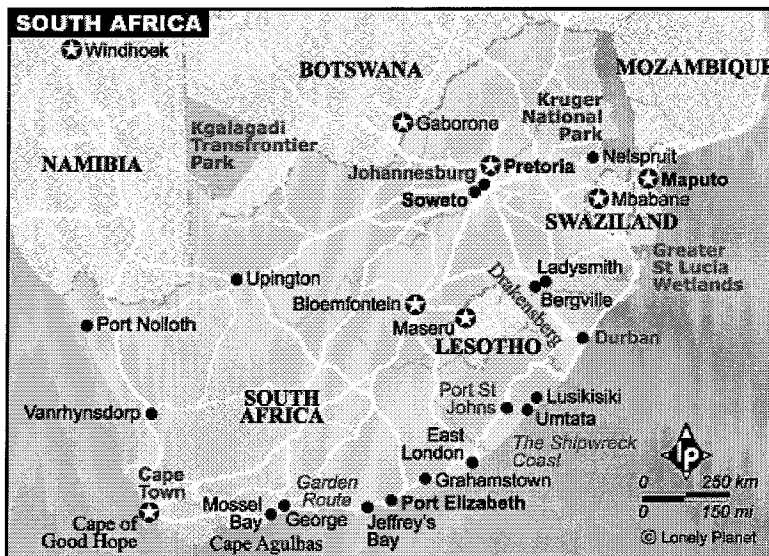 SOUTH AFRICA
Windhoek
BOTSWANA
MOZAMBIQUE
Kruger
National
Park
Gaborone
Kgalagadi
Transfrontier
Park
NAMIBIA
Johannesburg
Pretoria
Nelspruit
Maputo
Soweto
Mbabane
SWAZILAND
Greater
St Lucia
Wetlands
Upington
Ladysmith
Bergville
Drakensberg
Bloemfontein
Maseru
LESOTHO
Port Nolloth
Durban
SOUTH
AFRICA
Vanrhynsdorp
Port St
Johns
Lusikisiki
Umtata
East
London
The Shipwreck
Coast
Cape
Town
Garden
Route
Grahamstown
Port Elizabeth
Mossel
Bay
George
Jeffrey's
Bay
Cape of
Good Hope
Cape Agulhas
lp
0 250 km
0 150 mi
© Lonely Planet